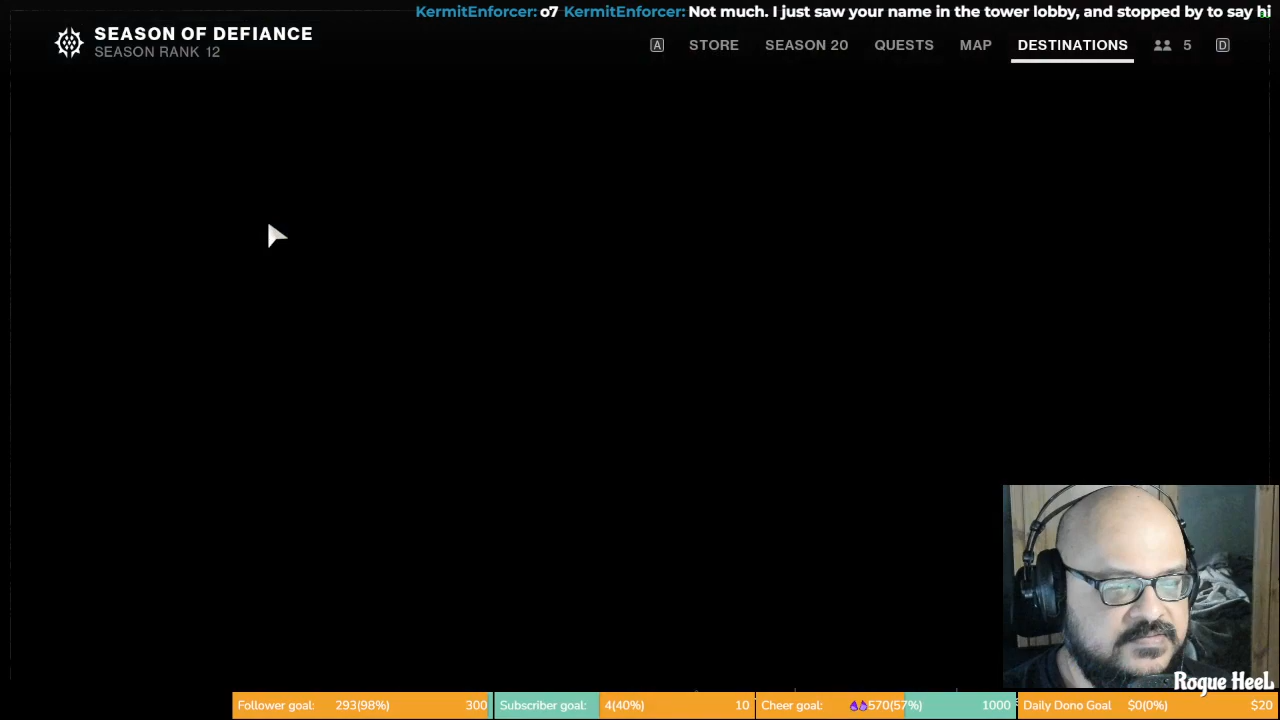 KermitEnforcer: o7 KermitEnforcer: Not much. I just saw your name in the tower lobby, and stopped by to say hi
SEASON OF DEFIANCE
SEASON RANK 12
A STORE SEASON 20 QUESTS MAP DESTINATIONS 5 D
Rogue HeeL
Follower goal: 293(98%) 300 Subscriber goal: 4(40%) 10 Cheer goal: 570(57%) 1000 Daily Dono Goal $0(0%) $20